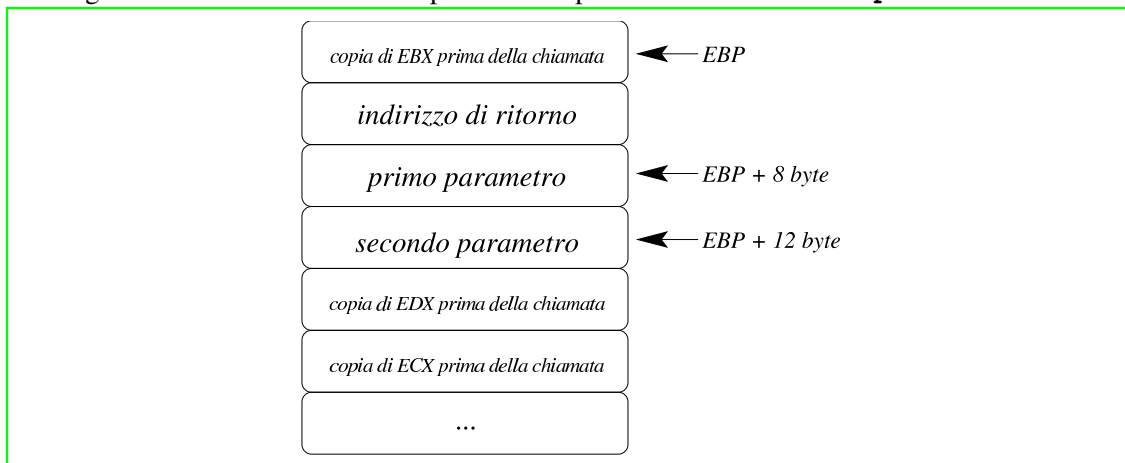 copia di EBX prima della chiamata
EBP
indirizzo di ritorno
primo parametro
EBP + 8 byte
secondo parametro
EBP + 12 byte
copia di EDX prima della chiamata
copia di ECX prima della chiamata
...